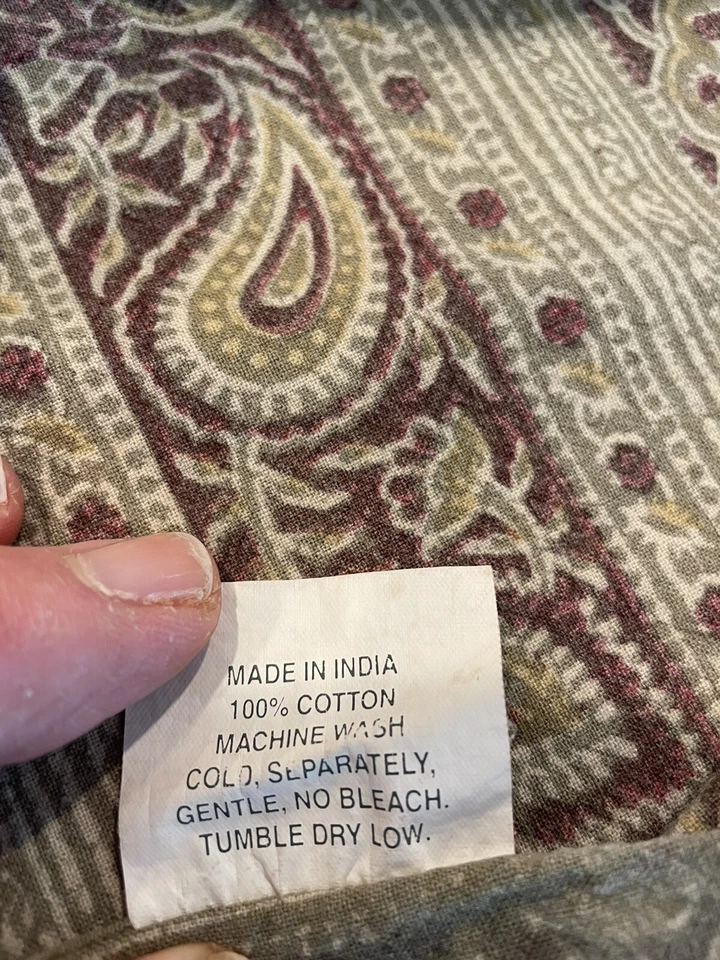 MADE IN INDIA
100% COTTON
MACHINE WASH
COLD, SEPARATELY,
GENTLE, NO BLEACH.
TUMBLE DRY LOW.